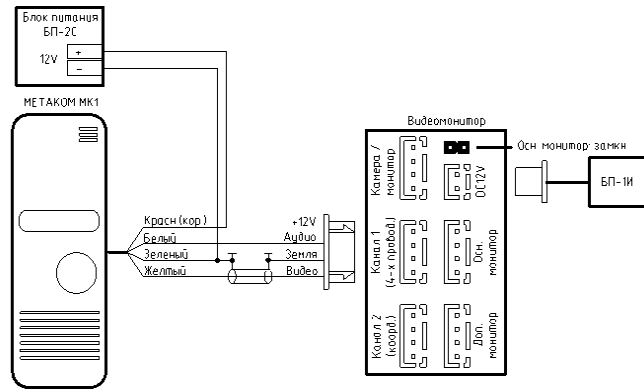 Блок питания
БП-2С
12V
+
−
МЕТАКОМ МК1
Красн (кор.)
Белый
Зеленый
Желтый
+12V
Аудио
Земля
Видео
Видеомонитор
Камера /
монитор
DC12V
Осн монитор: замкн
БП-1И
Канал 1
(4-х провод.)
Осн.
монитор
Канал 2
(коорд.)
Доп.
монитор